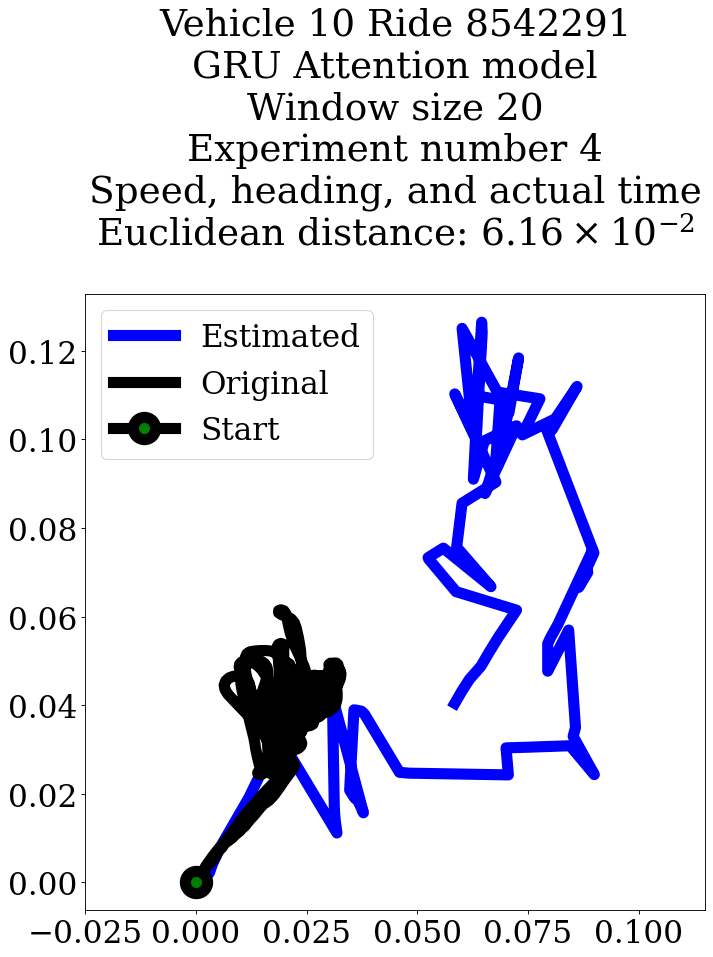 Vehicle 10 Ride 8542291
GRU Attention model
Window size 20
Experiment number 4
Speed, heading, and actual time
Euclidean distance: 6.16 × 10⁻²
Estimated
Original
Start
0.12
0.10
0.08
0.06
0.04
0.02
0.00
−0.025 0.000 0.025 0.050 0.075 0.100